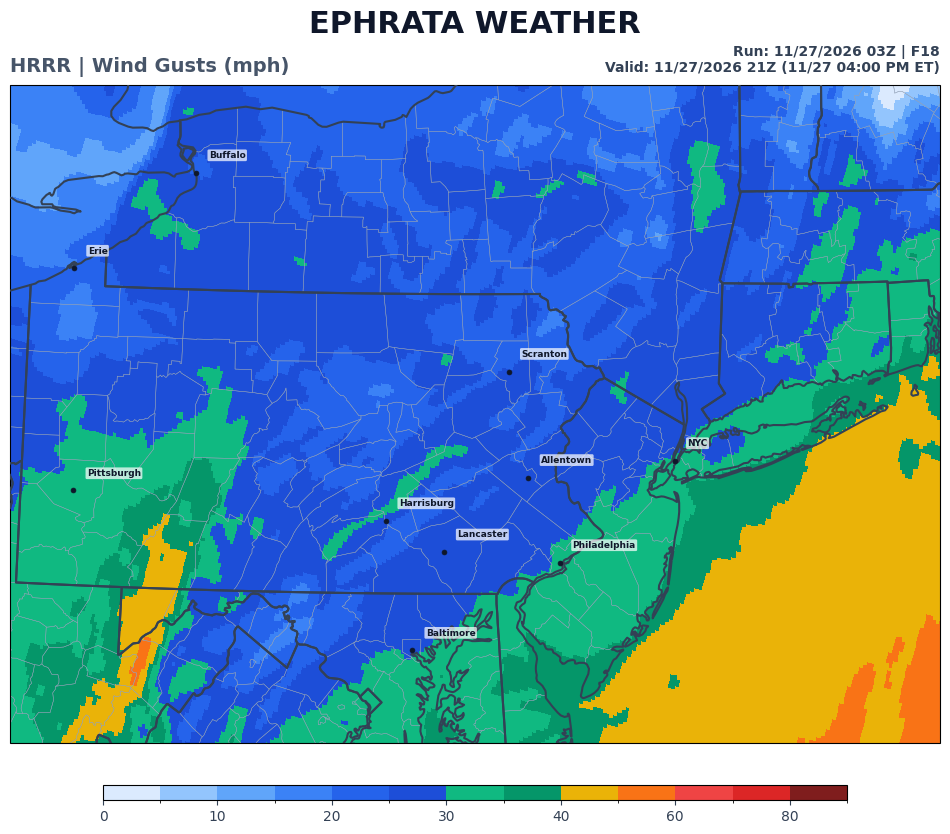 EPHRATA WEATHER
HRRR | Wind Gusts (mph)
Run: 11/27/2026 03Z | F18
Valid: 11/27/2026 21Z (11/27 04:00 PM ET)
Buffalo
Erie
Scranton
NYC
Allentown
Pittsburgh
Harrisburg
Lancaster
Philadelphia
Baltimore
0 10 20 30 40 50 60 70 80